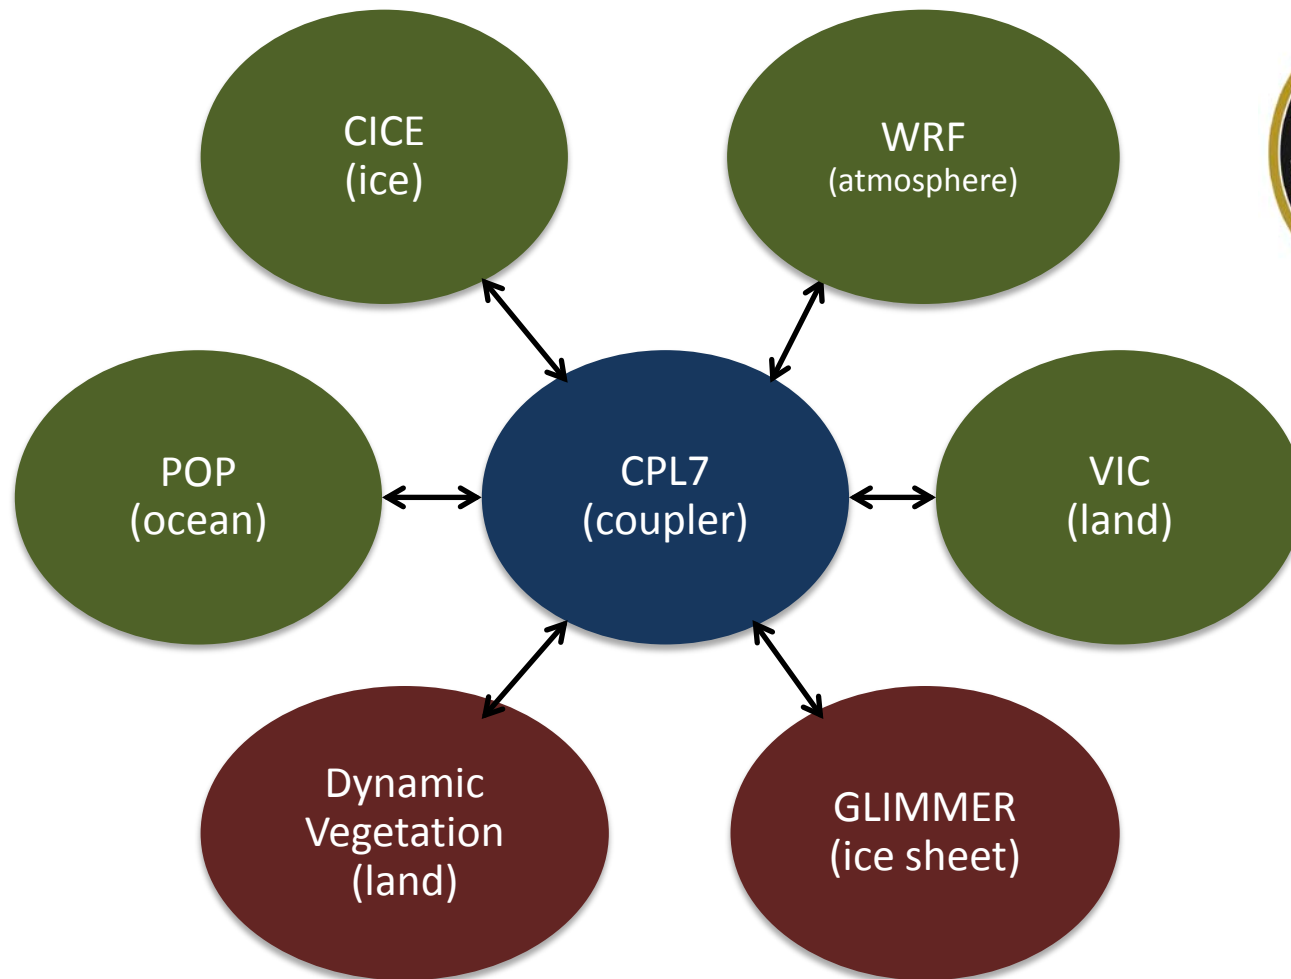 CICE
(ice)
WRF
(atmosphere)
POP
(ocean)
CPL7
(coupler)
VIC
(land)
Dynamic
Vegetation
(land)
GLIMMER
(ice sheet)